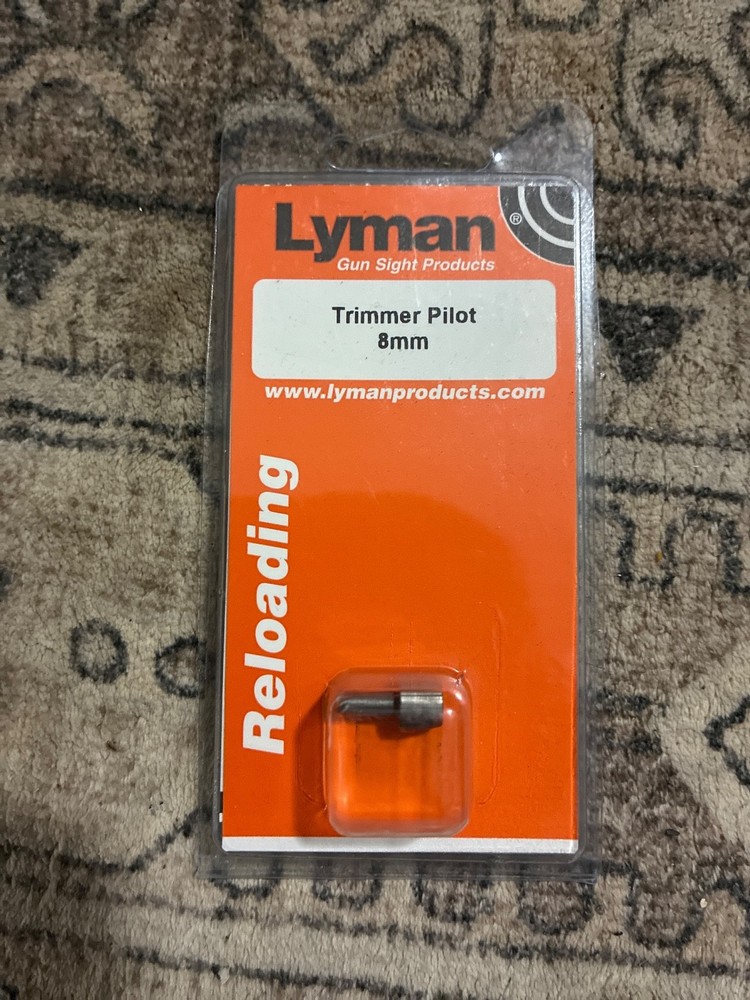 Lyman
®
Gun Sight Products
Trimmer Pilot
8mm
www.lymanproducts.com
Reloading